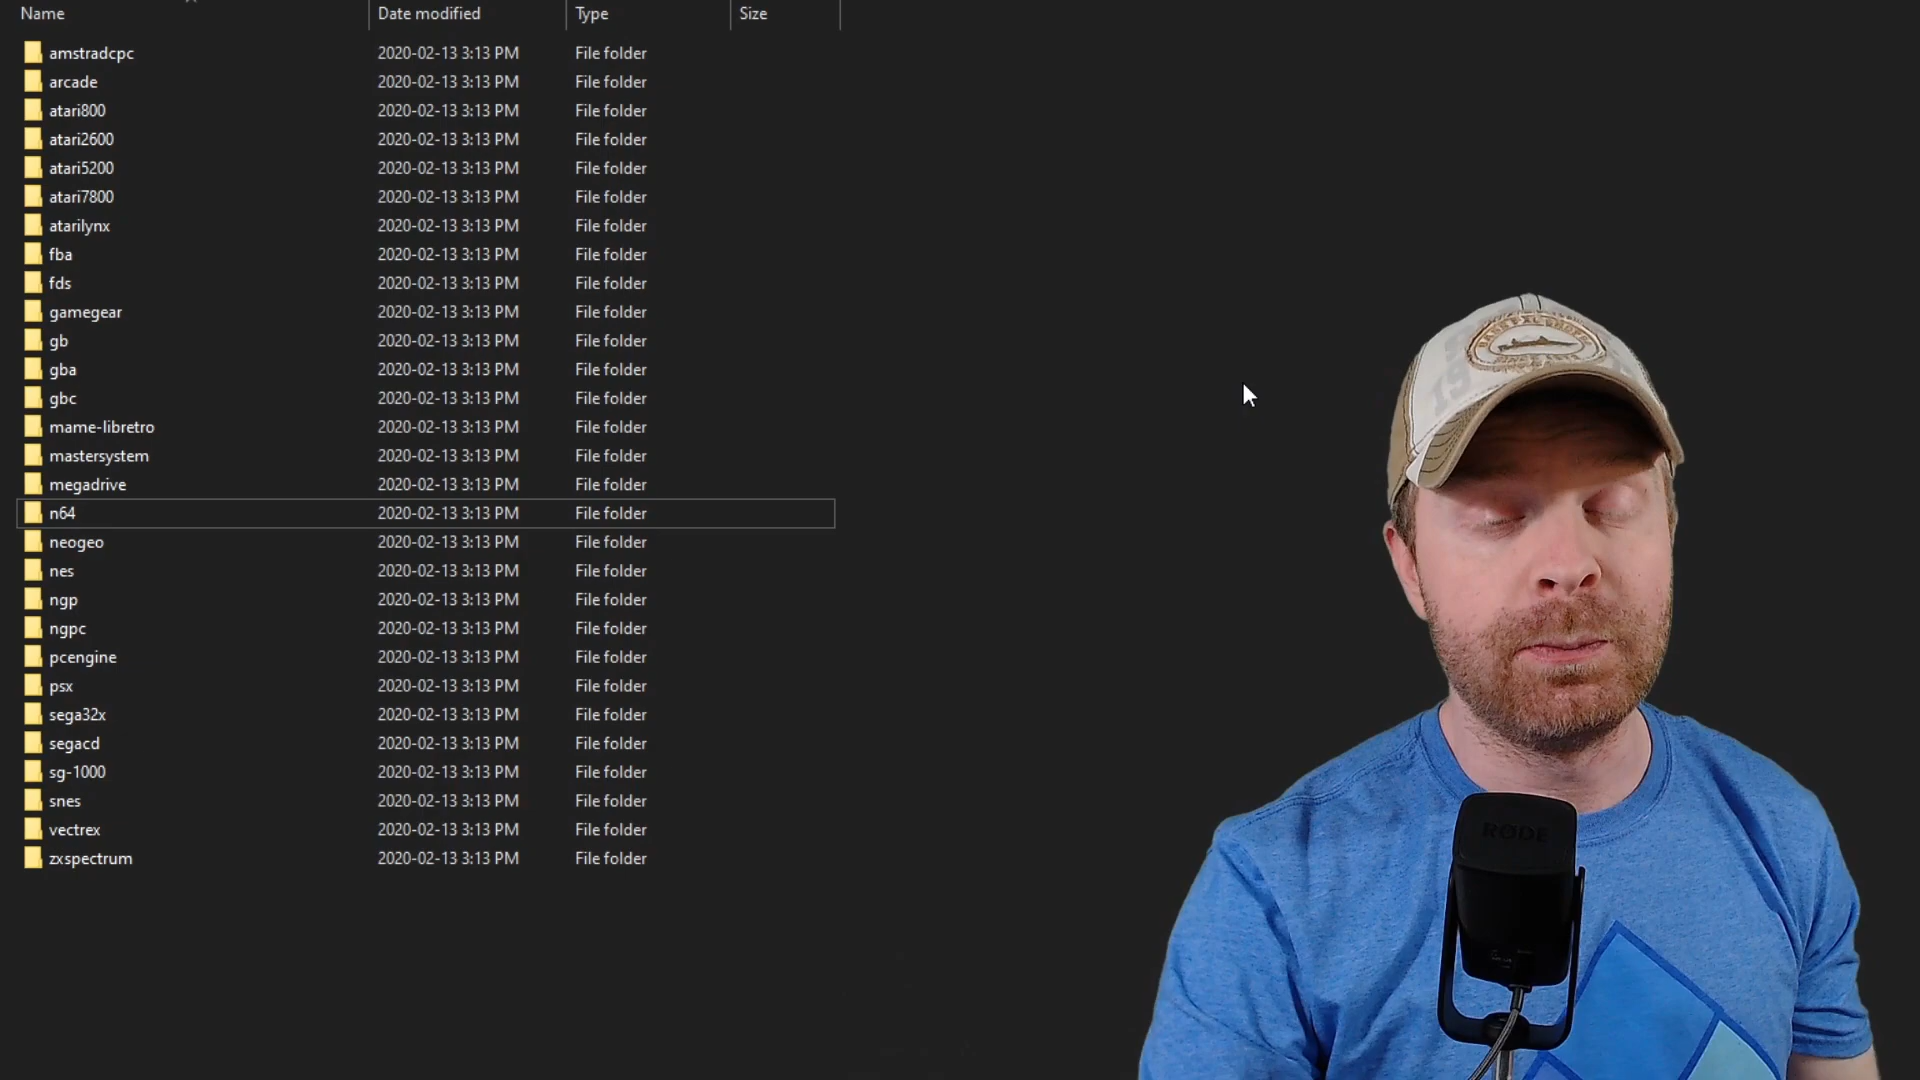 Name Date modified Type Size
amstradcpc 2020-02-13 3:13 PM File folder
arcade 2020-02-13 3:13 PM File folder
atari800 2020-02-13 3:13 PM File folder
atari2600 2020-02-13 3:13 PM File folder
atari5200 2020-02-13 3:13 PM File folder
atari7800 2020-02-13 3:13 PM File folder
atarilynx 2020-02-13 3:13 PM File folder
fba 2020-02-13 3:13 PM File folder
fds 2020-02-13 3:13 PM File folder
gamegear 2020-02-13 3:13 PM File folder
gb 2020-02-13 3:13 PM File folder
gba 2020-02-13 3:13 PM File folder
gbc 2020-02-13 3:13 PM File folder
mame-libretro 2020-02-13 3:13 PM File folder
mastersystem 2020-02-13 3:13 PM File folder
megadrive 2020-02-13 3:13 PM File folder
n64 2020-02-13 3:13 PM File folder
neogeo 2020-02-13 3:13 PM File folder
nes 2020-02-13 3:13 PM File folder
ngp 2020-02-13 3:13 PM File folder
ngpc 2020-02-13 3:13 PM File folder
pcengine 2020-02-13 3:13 PM File folder
psx 2020-02-13 3:13 PM File folder
sega32x 2020-02-13 3:13 PM File folder
segacd 2020-02-13 3:13 PM File folder
sg-1000 2020-02-13 3:13 PM File folder
snes 2020-02-13 3:13 PM File folder
vectrex 2020-02-13 3:13 PM File folder
zxspectrum 2020-02-13 3:13 PM File folder
RØDE